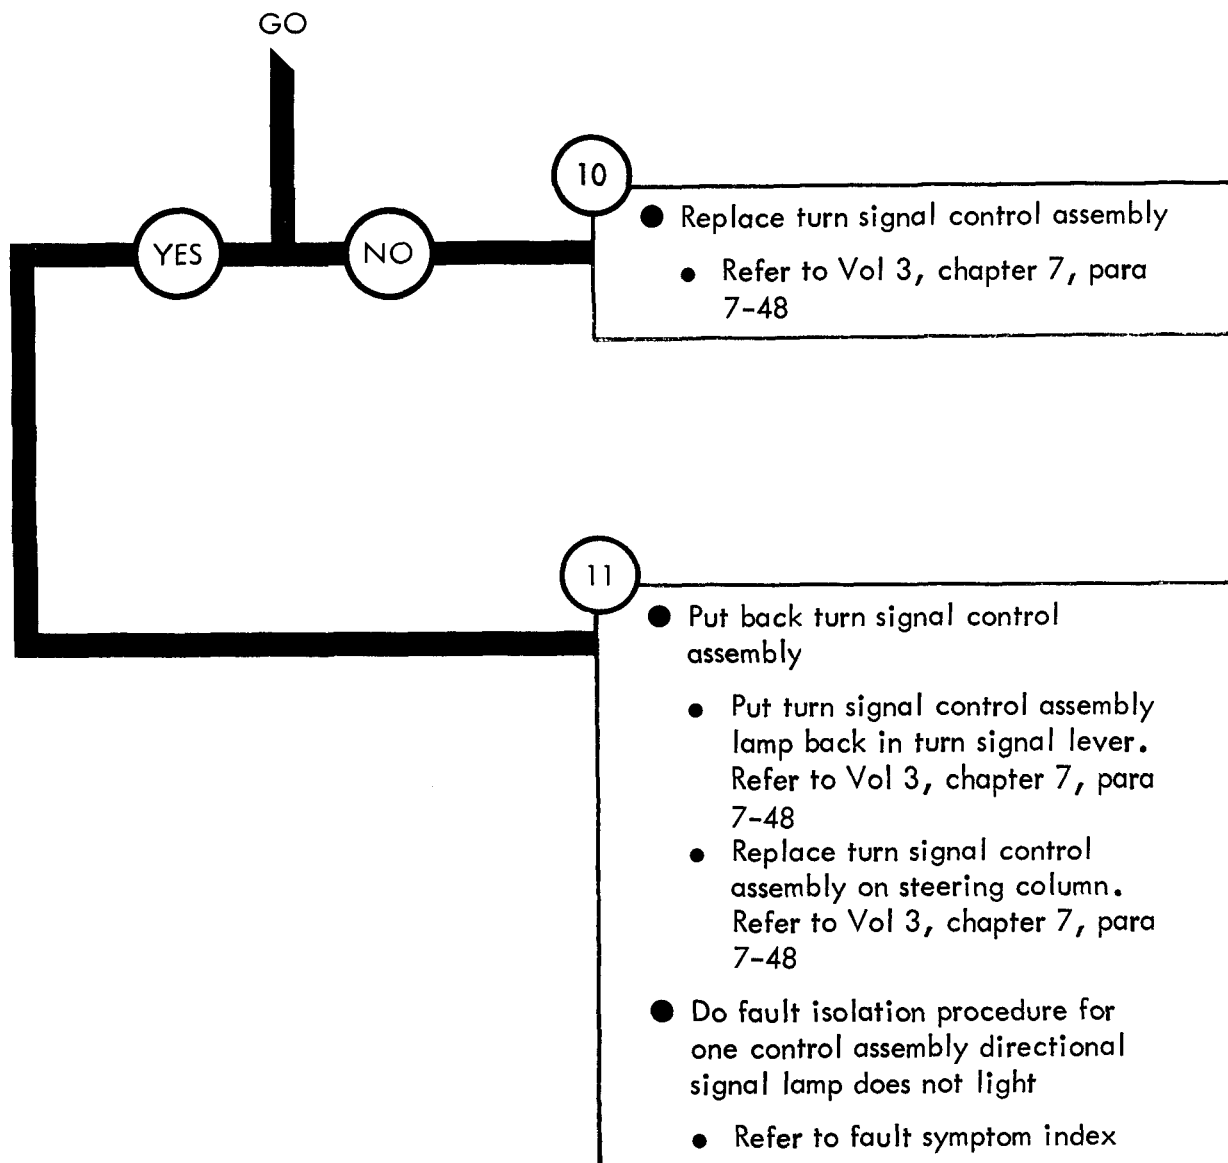 GO
YES
NO
10
● Replace turn signal control assembly
● Refer to Vol 3, chapter 7, para
7-48
11
● Put back turn signal control
assembly
● Put turn signal control assembly
lamp back in turn signal lever.
Refer to Vol 3, chapter 7, para
7-48
● Replace turn signal control
assembly on steering column.
Refer to Vol 3, chapter 7, para
7-48
● Do fault isolation procedure for
one control assembly directional
signal lamp does not light
● Refer to fault symptom index